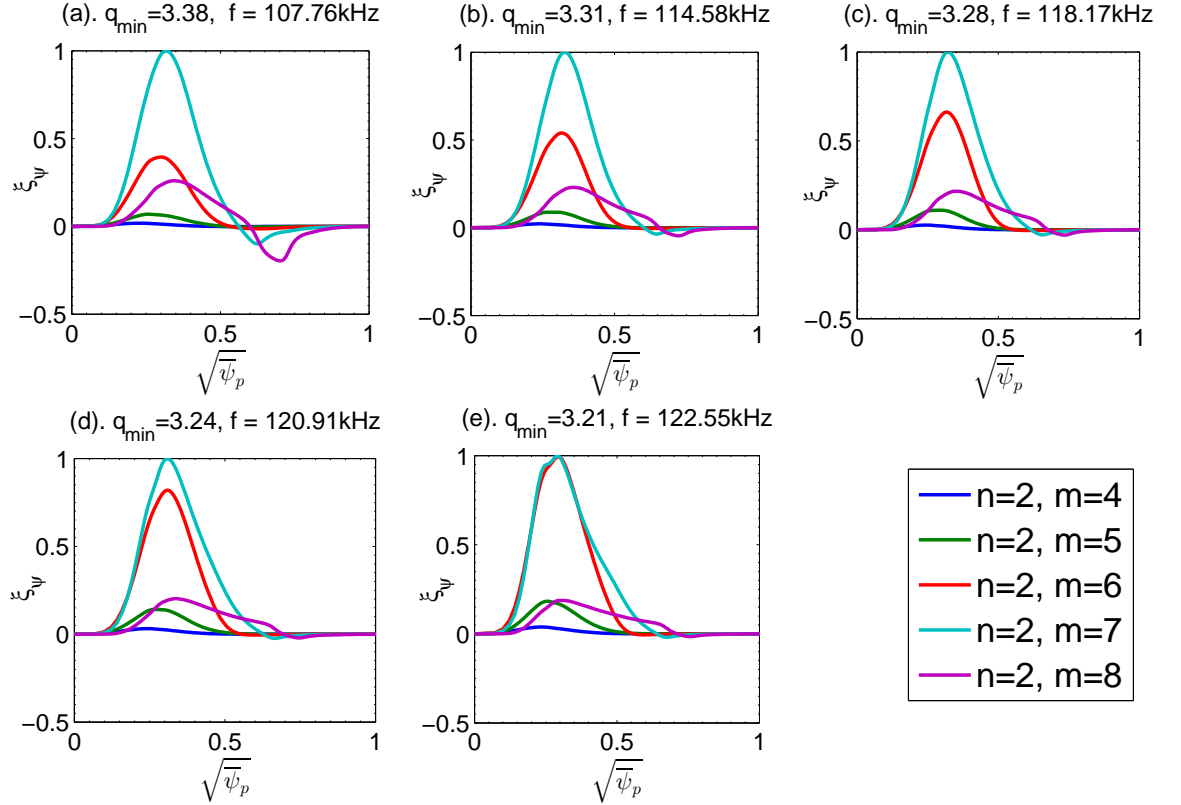 (a). q_min=3.38, f = 107.76kHz
1
0.5
0
−0.5
0
0.5
1
ξ_ψ
√ψ̅_p
(b). q_min=3.31, f = 114.58kHz
1
0.5
0
−0.5
0
0.5
1
ξ_ψ
√ψ̅_p
(c). q_min=3.28, f = 118.17kHz
1
0.5
0
−0.5
0
0.5
1
ξ_ψ
√ψ̅_p
(d). q_min=3.24, f = 120.91kHz
1
0.5
0
−0.5
0
0.5
1
ξ_ψ
√ψ̅_p
(e). q_min=3.21, f = 122.55kHz
1
0.5
0
−0.5
0
0.5
1
ξ_ψ
√ψ̅_p
n=2, m=4
n=2, m=5
n=2, m=6
n=2, m=7
n=2, m=8